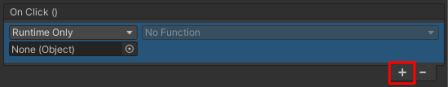 On Click ()
Runtime Only No Function
None (Object)
+ −